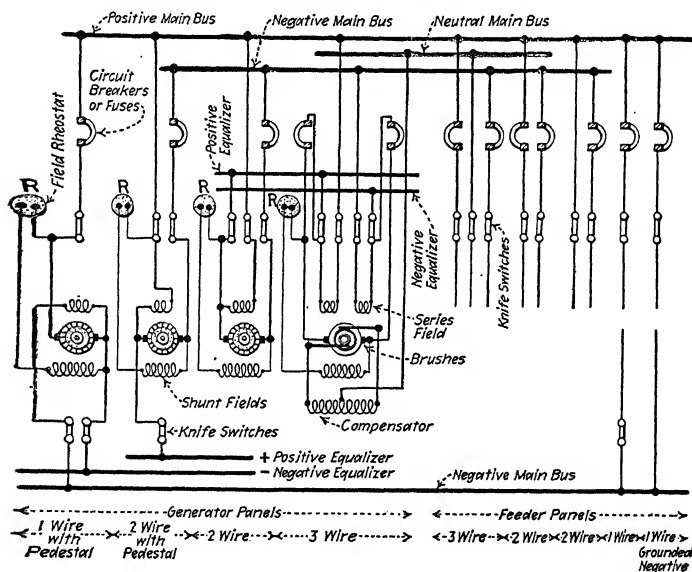 Positive Main Bus
Negative Main Bus
Neutral Main Bus
Circuit
Breakers
or Fuses
Field Rheostat
Positive
Equalizer
R
R
R
R
Negative
Equalizer
Knife Switches
Series
Field
Brushes
Shunt Fields
Knife Switches
Compensator
+ Positive Equalizer
- Negative Equalizer
Negative Main Bus
Generator Panels
Feeder Panels
1 Wire
with
Pedestal
2 Wire
with
Pedestal
2 Wire
3 Wire
3 Wire
2 Wire
2 Wire
1 Wire
1 Wire
Grounded
Negative